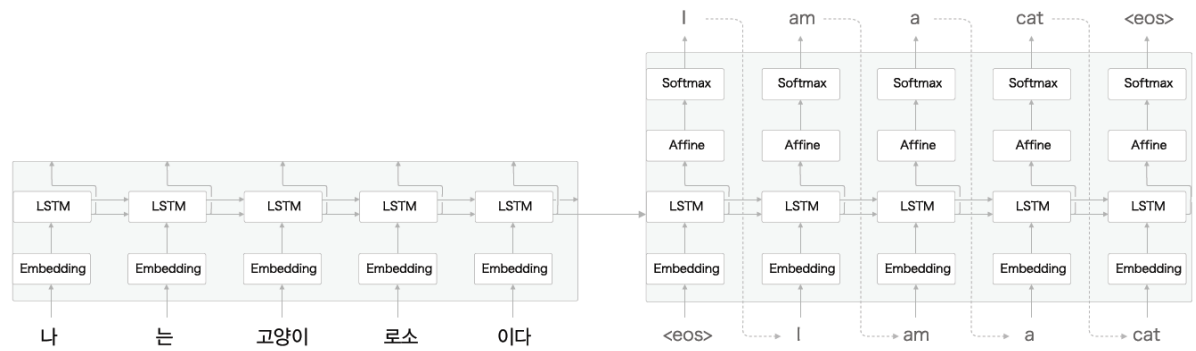 I am a cat <eos>
Softmax Softmax Softmax Softmax Softmax
Affine Affine Affine Affine Affine
LSTM LSTM LSTM LSTM LSTM LSTM LSTM LSTM LSTM LSTM
Embedding Embedding Embedding Embedding Embedding Embedding Embedding Embedding Embedding Embedding
나 는 고양이 로소 이다 <eos> I am a cat